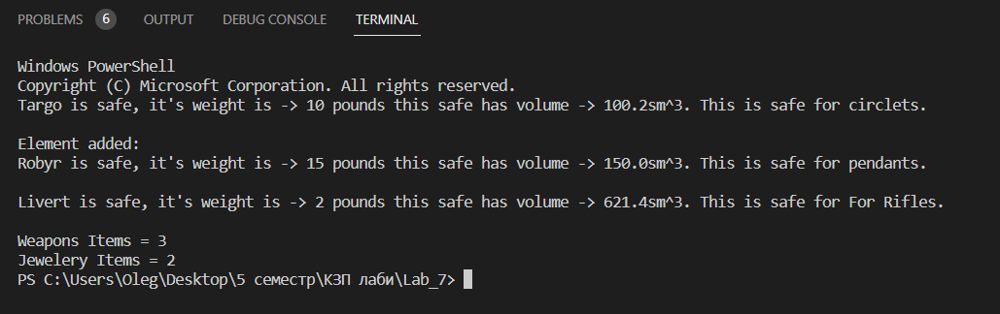 PROBLEMS 6 OUTPUT DEBUG CONSOLE TERMINAL
Windows PowerShell
Copyright (C) Microsoft Corporation. All rights reserved.
Targo is safe, it's weight is -> 10 pounds this safe has volume -> 100.2sm^3. This is safe for circlets.
Element added:
Robyr is safe, it's weight is -> 15 pounds this safe has volume -> 150.0sm^3. This is safe for pendants.
Livert is safe, it's weight is -> 2 pounds this safe has volume -> 621.4sm^3. This is safe for For Rifles.
Weapons Items = 3
Jewelery Items = 2
PS C:\Users\Oleg\Desktop\5 семестр\КЗП лаби\Lab_7>